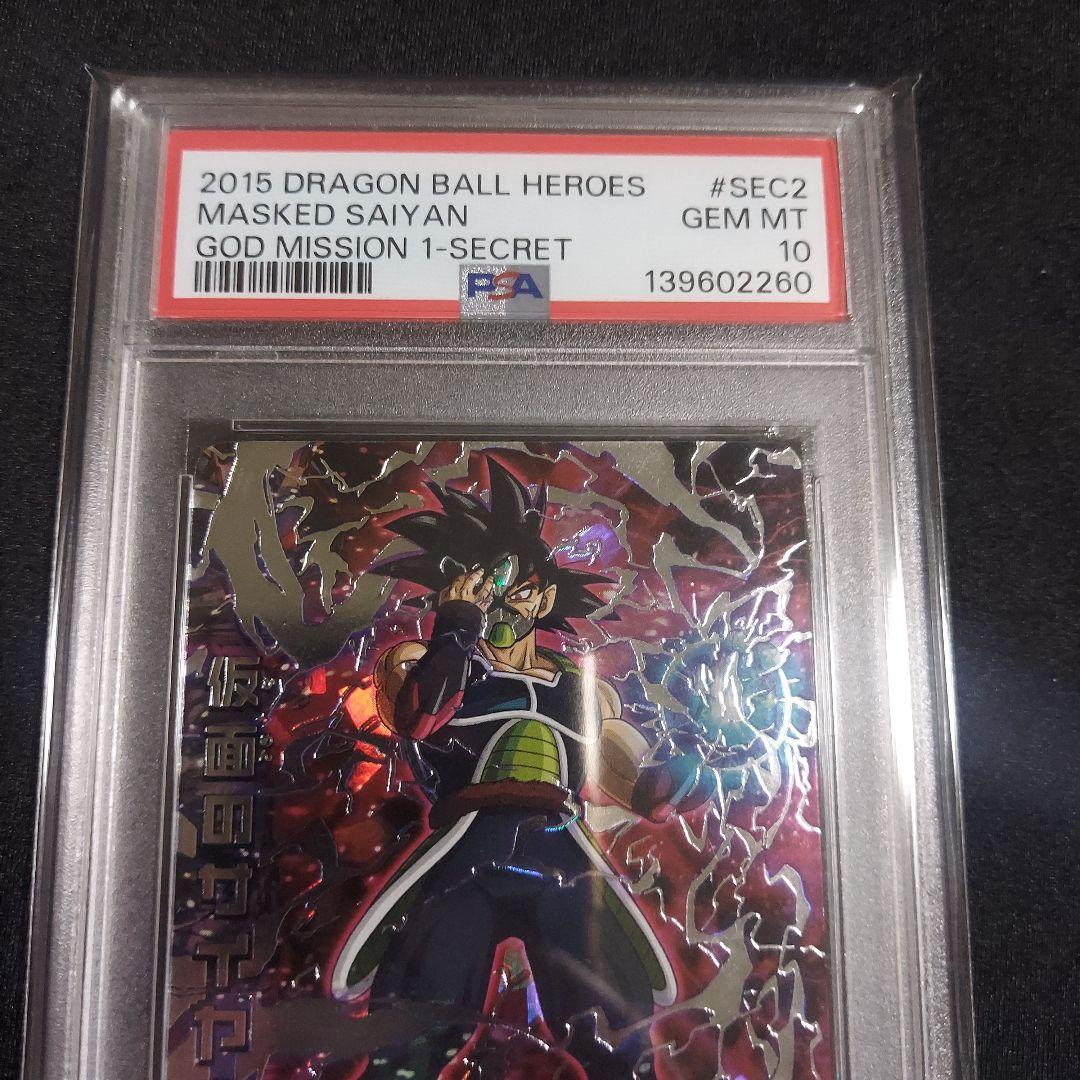 2015 DRAGON BALL HEROES #SEC2
MASKED SAIYAN GEM MT
GOD MISSION 1-SECRET 10
PSA 139602260
仮面のサイヤ